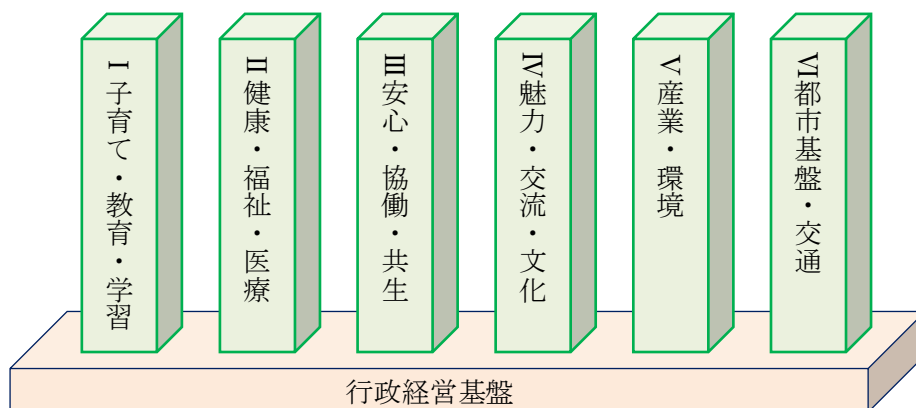 Ⅰ子育て・教育・学習
Ⅱ健康・福祉・医療
Ⅲ安心・協働・共生
Ⅳ魅力・交流・文化
Ⅴ産業・環境
Ⅵ都市基盤・交通
行政経営基盤